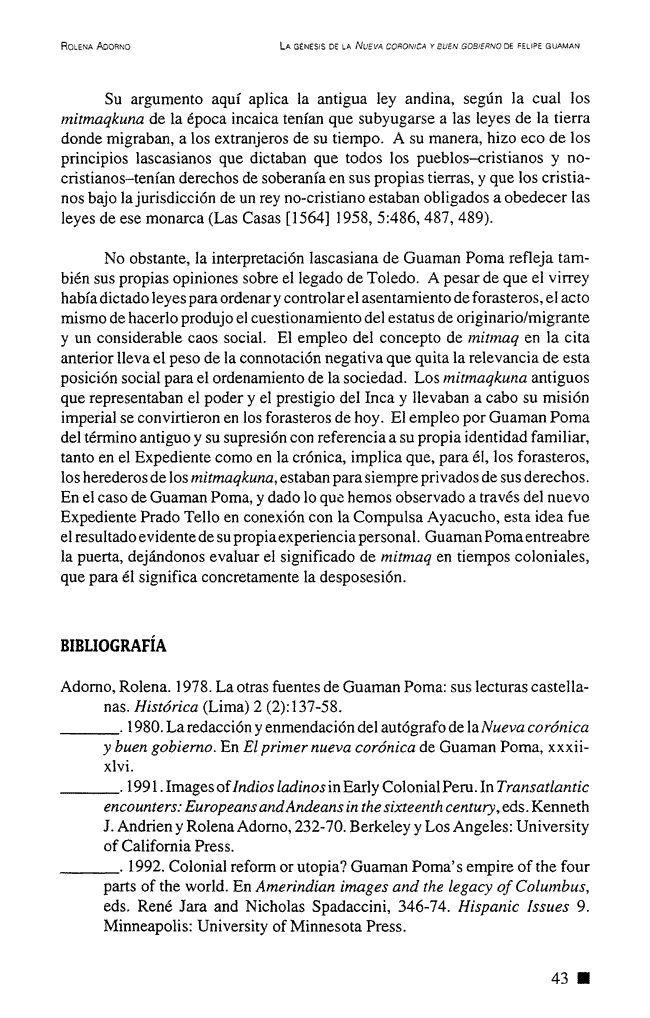 ROLENA ADORNO LA GÉNESIS DE LA NUEVA CORONICA Y BUEN GOBIERNO DE FELIPE GUAMAN
Su argumento aquí aplica la antigua ley andina, según la cual los
mitmaqkuna de la época incaica tenían que subyugarse a las leyes de la tierra
donde migraban, a los extranjeros de su tiempo. A su manera, hizo eco de los
principios lascasianos que dictaban que todos los pueblos–cristianos y no-
cristianos–tenían derechos de soberanía en sus propias tierras, y que los cristia-
nos bajo la jurisdicción de un rey no-cristiano estaban obligados a obedecer las
leyes de ese monarca (Las Casas [1564] 1958, 5:486, 487, 489).
No obstante, la interpretación lascasiana de Guaman Poma refleja tam-
bién sus propias opiniones sobre el legado de Toledo. A pesar de que el virrey
había dictado leyes para ordenar y controlar el asentamiento de forasteros, el acto
mismo de hacerlo produjo el cuestionamiento del estatus de originario/migrante
y un considerable caos social. El empleo del concepto de mitmaq en la cita
anterior lleva el peso de la connotación negativa que quita la relevancia de esta
posición social para el ordenamiento de la sociedad. Los mitmaqkuna antiguos
que representaban el poder y el prestigio del Inca y llevaban a cabo su misión
imperial se convirtieron en los forasteros de hoy. El empleo por Guaman Poma
del término antiguo y su supresión con referencia a su propia identidad familiar,
tanto en el Expediente como en la crónica, implica que, para él, los forasteros,
los herederos de los mitmaqkuna, estaban para siempre privados de sus derechos.
En el caso de Guaman Poma, y dado lo que hemos observado a través del nuevo
Expediente Prado Tello en conexión con la Compulsa Ayacucho, esta idea fue
el resultado evidente de su propia experiencia personal. Guaman Poma entreabre
la puerta, dejándonos evaluar el significado de mitmaq en tiempos coloniales,
que para él significa concretamente la desposesión.
BIBLIOGRAFÍA
Adorno, Rolena. 1978. La otras fuentes de Guaman Poma: sus lecturas castella-
nas. Histórica (Lima) 2 (2):137-58.
________. 1980. La redacción y enmendación del autógrafo de la Nueva corónica
y buen gobierno. En El primer nueva corónica de Guaman Poma, xxxii-
xlvi.
________. 1991. Images of Indios ladinos in Early Colonial Peru. In Transatlantic
encounters: Europeans and Andeans in the sixteenth century, eds. Kenneth
J. Andrien y Rolena Adorno, 232-70. Berkeley y Los Angeles: University
of California Press.
________. 1992. Colonial reform or utopia? Guaman Poma's empire of the four
parts of the world. En Amerindian images and the legacy of Columbus,
eds. René Jara and Nicholas Spadaccini, 346-74. Hispanic Issues 9.
Minneapolis: University of Minnesota Press.
43 ■